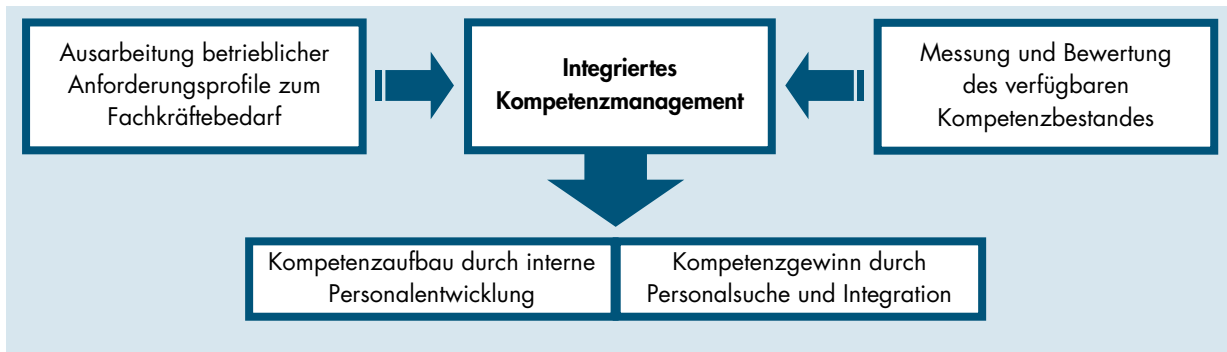 Ausarbeitung betrieblicher
Anforderungsprofile zum
Fachkräftebedarf
Integriertes
Kompetenzmanagement
Messung und Bewertung
des verfügbaren
Kompetenzbestandes
Kompetenzaufbau durch interne
Personalentwicklung
Kompetenzgewinn durch
Personalsuche und Integration